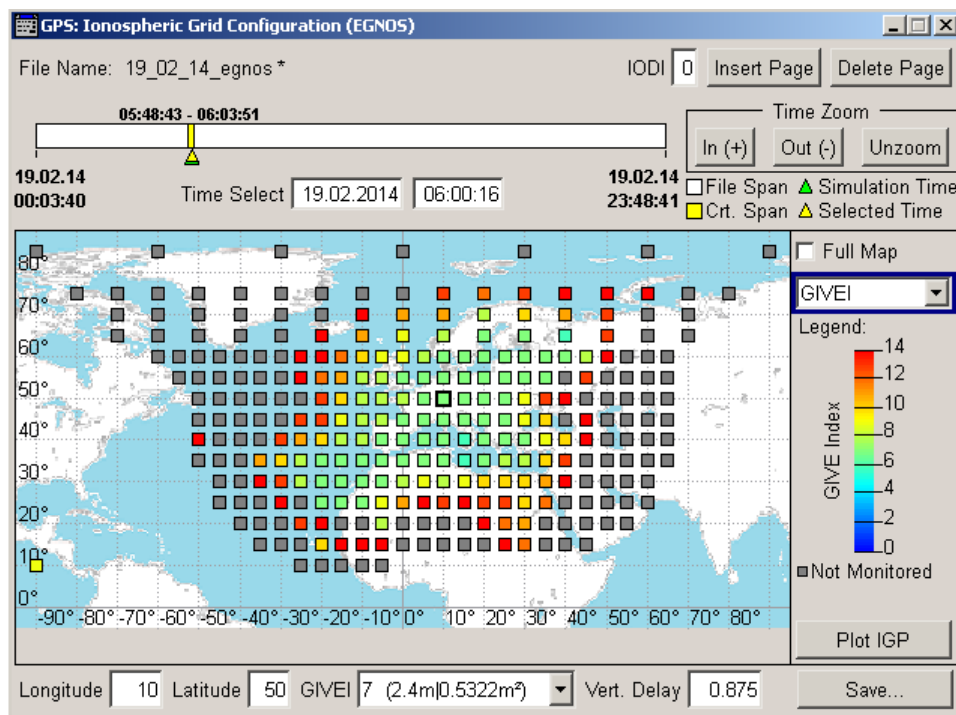 GPS: Ionospheric Grid Configuration (EGNOS)
File Name: 19_02_14_egnos *
IODI 0 Insert Page Delete Page
05:48:43 - 06:03:51
Time Zoom
In (+) Out (-) Unzoom
19.02.14
00:03:40
Time Select 19.02.2014 06:00:16
19.02.14
23:48:41
File Span Simulation Time
Crt. Span Selected Time
80°
70°
60°
50°
40°
30°
20°
10°
0°
-90° -80° -70° -60° -50° -40° -30° -20° -10° 0° 10° 20° 30° 40° 50° 60° 70° 80°
Full Map
GIVEI
Legend:
GIVE Index
14
12
10
8
6
4
2
0
Not Monitored
Plot IGP
Longitude 10 Latitude 50 GIVEI 7 (2.4m|0.5322m²) Vert. Delay 0.875 Save...